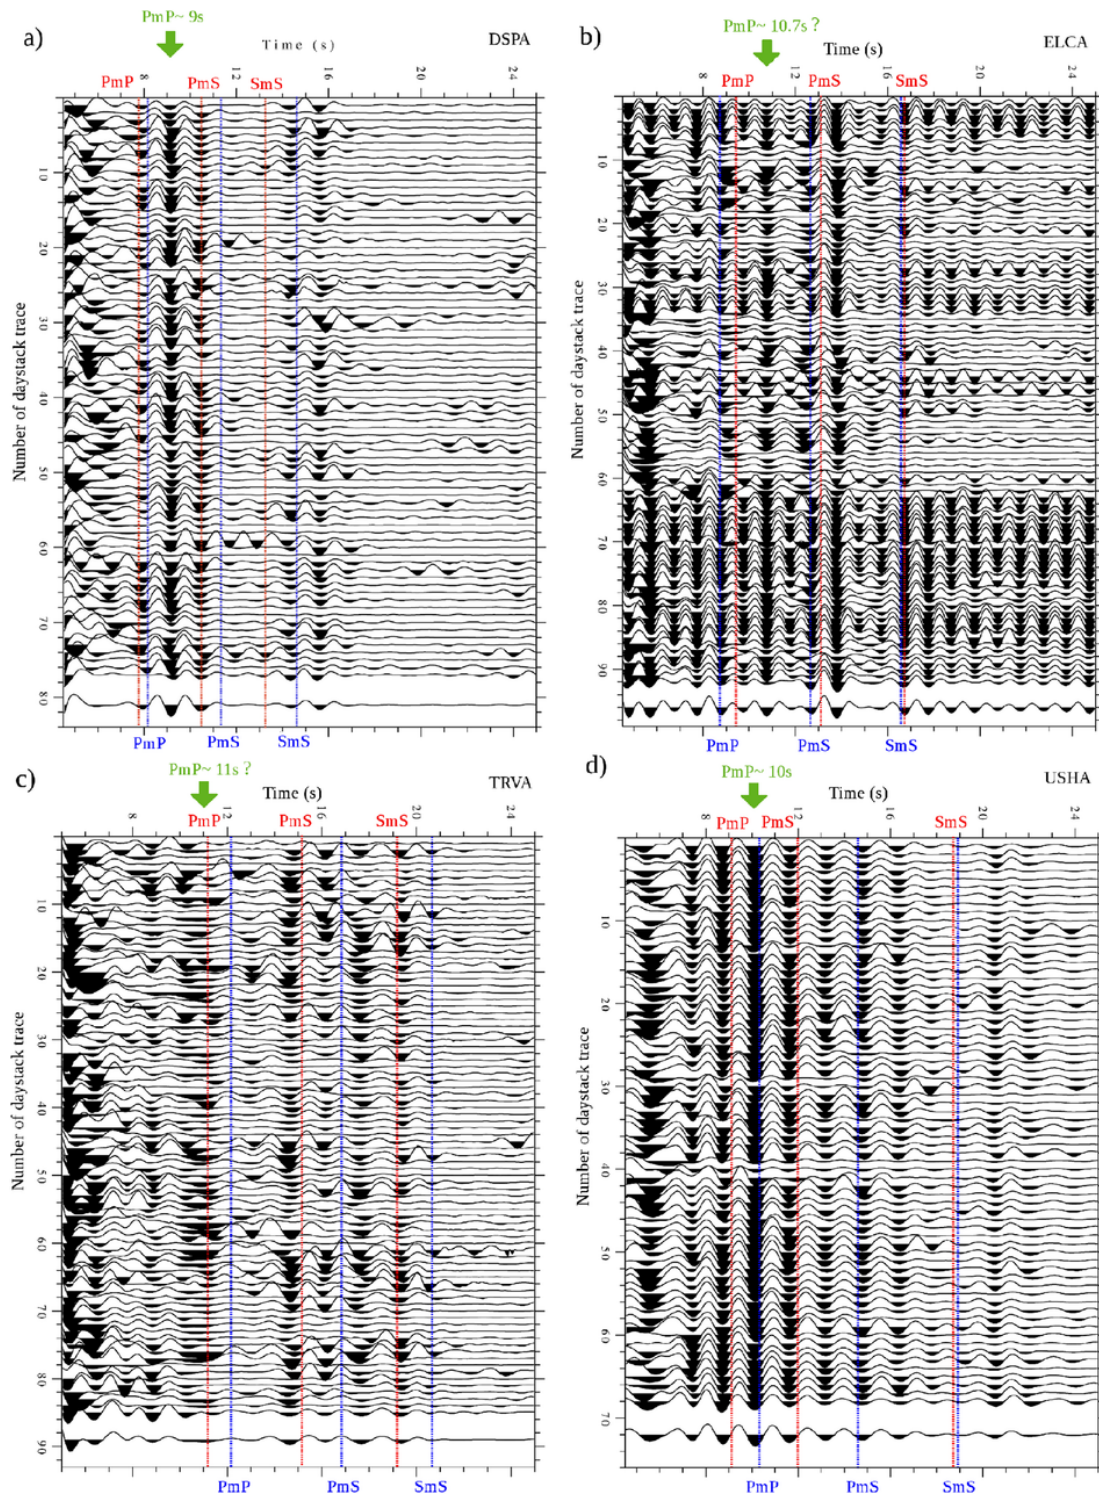 a)
PmP~ 9s
Time (s)
DSPA
PmP
PmS
SmS
8
12
16
20
24
Number of daystack trace
10
20
30
40
50
60
70
80
PmP
PmS
SmS
b)
PmP~ 10.7s ?
Time (s)
ELCA
PmP
PmS
SmS
8
12
16
20
24
Number of daystack trace
10
20
30
40
50
60
70
80
90
PmP
PmS
SmS
c)
PmP~ 11s ?
Time (s)
TRVA
PmP
PmS
SmS
8
12
16
20
24
Number of daystack trace
10
20
30
40
50
60
70
80
90
PmP
PmS
SmS
d)
PmP~ 10s
Time (s)
USHA
PmP
PmS
SmS
8
12
16
20
24
Number of daystack trace
10
20
30
40
50
60
70
PmP
PmS
SmS